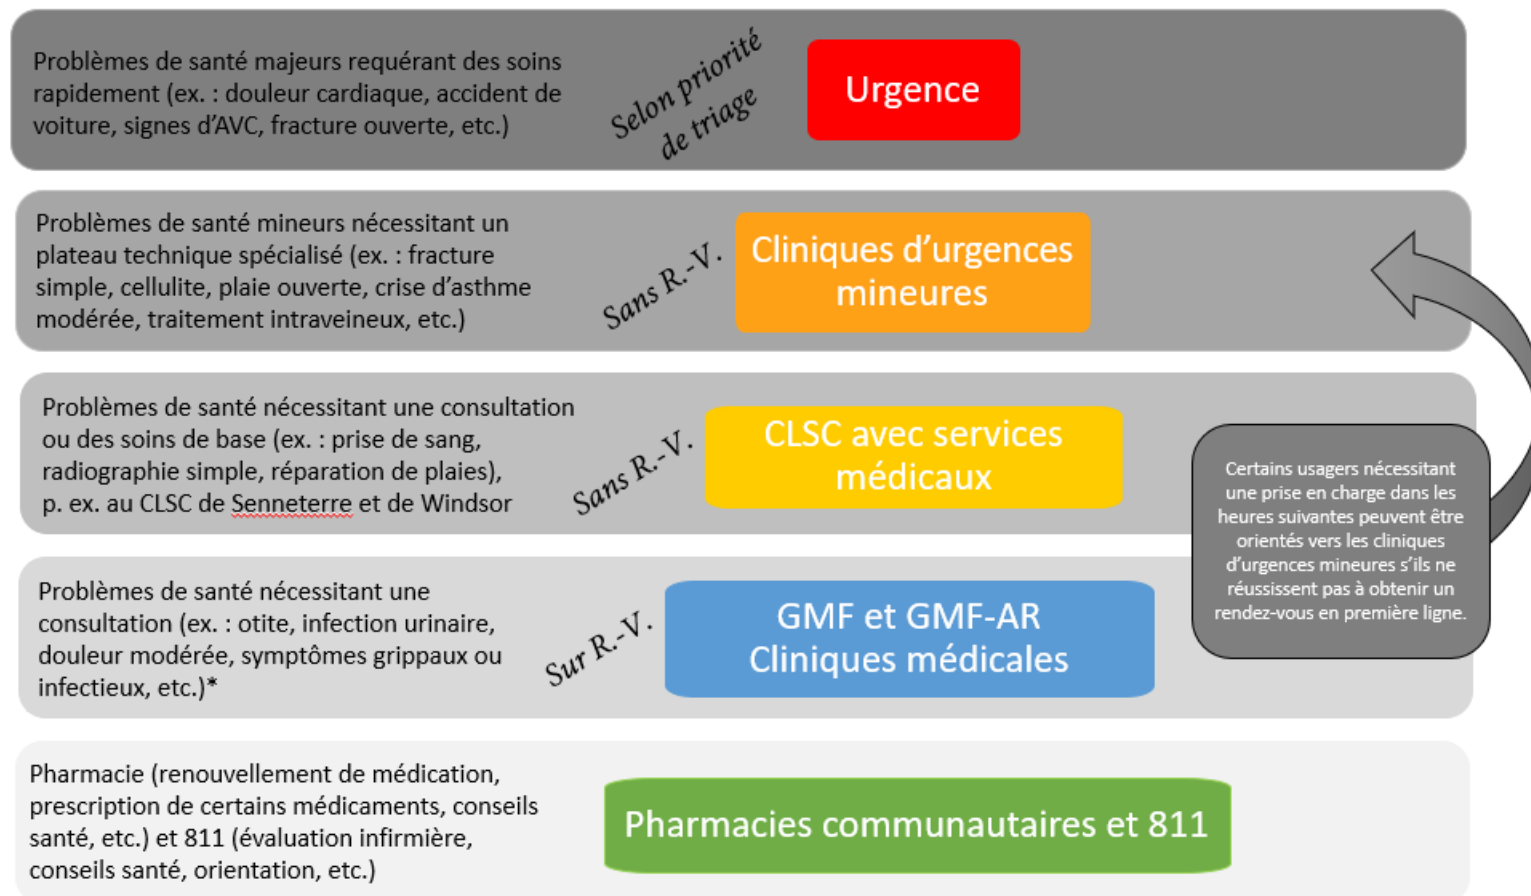 Problèmes de santé majeurs requérant des soins
rapidement (ex. : douleur cardiaque, accident de
voiture, signes d’AVC, fracture ouverte, etc.)
Selon priorité
de triage
Urgence
Problèmes de santé mineurs nécessitant un
plateau technique spécialisé (ex. : fracture
simple, cellulite, plaie ouverte, crise d’asthme
modérée, traitement intraveineux, etc.)
Sans R.-V.
Cliniques d’urgences
mineures
Problèmes de santé nécessitant une consultation
ou des soins de base (ex. : prise de sang,
radiographie simple, réparation de plaies),
p. ex. au CLSC de Senneterre et de Windsor
Sans R.-V.
CLSC avec services
médicaux
Certains usagers nécessitant
une prise en charge dans les
heures suivantes peuvent être
orientés vers les cliniques
d’urgences mineures s’ils ne
réussissent pas à obtenir un
rendez-vous en première ligne.
Problèmes de santé nécessitant une
consultation (ex. : otite, infection urinaire,
douleur modérée, symptômes grippaux ou
infectieux, etc.)*
Sur R.-V.
GMF et GMF-AR
Cliniques médicales
Pharmacie (renouvellement de médication,
prescription de certains médicaments, conseils
santé, etc.) et 811 (évaluation infirmière,
conseils santé, orientation, etc.)
Pharmacies communautaires et 811